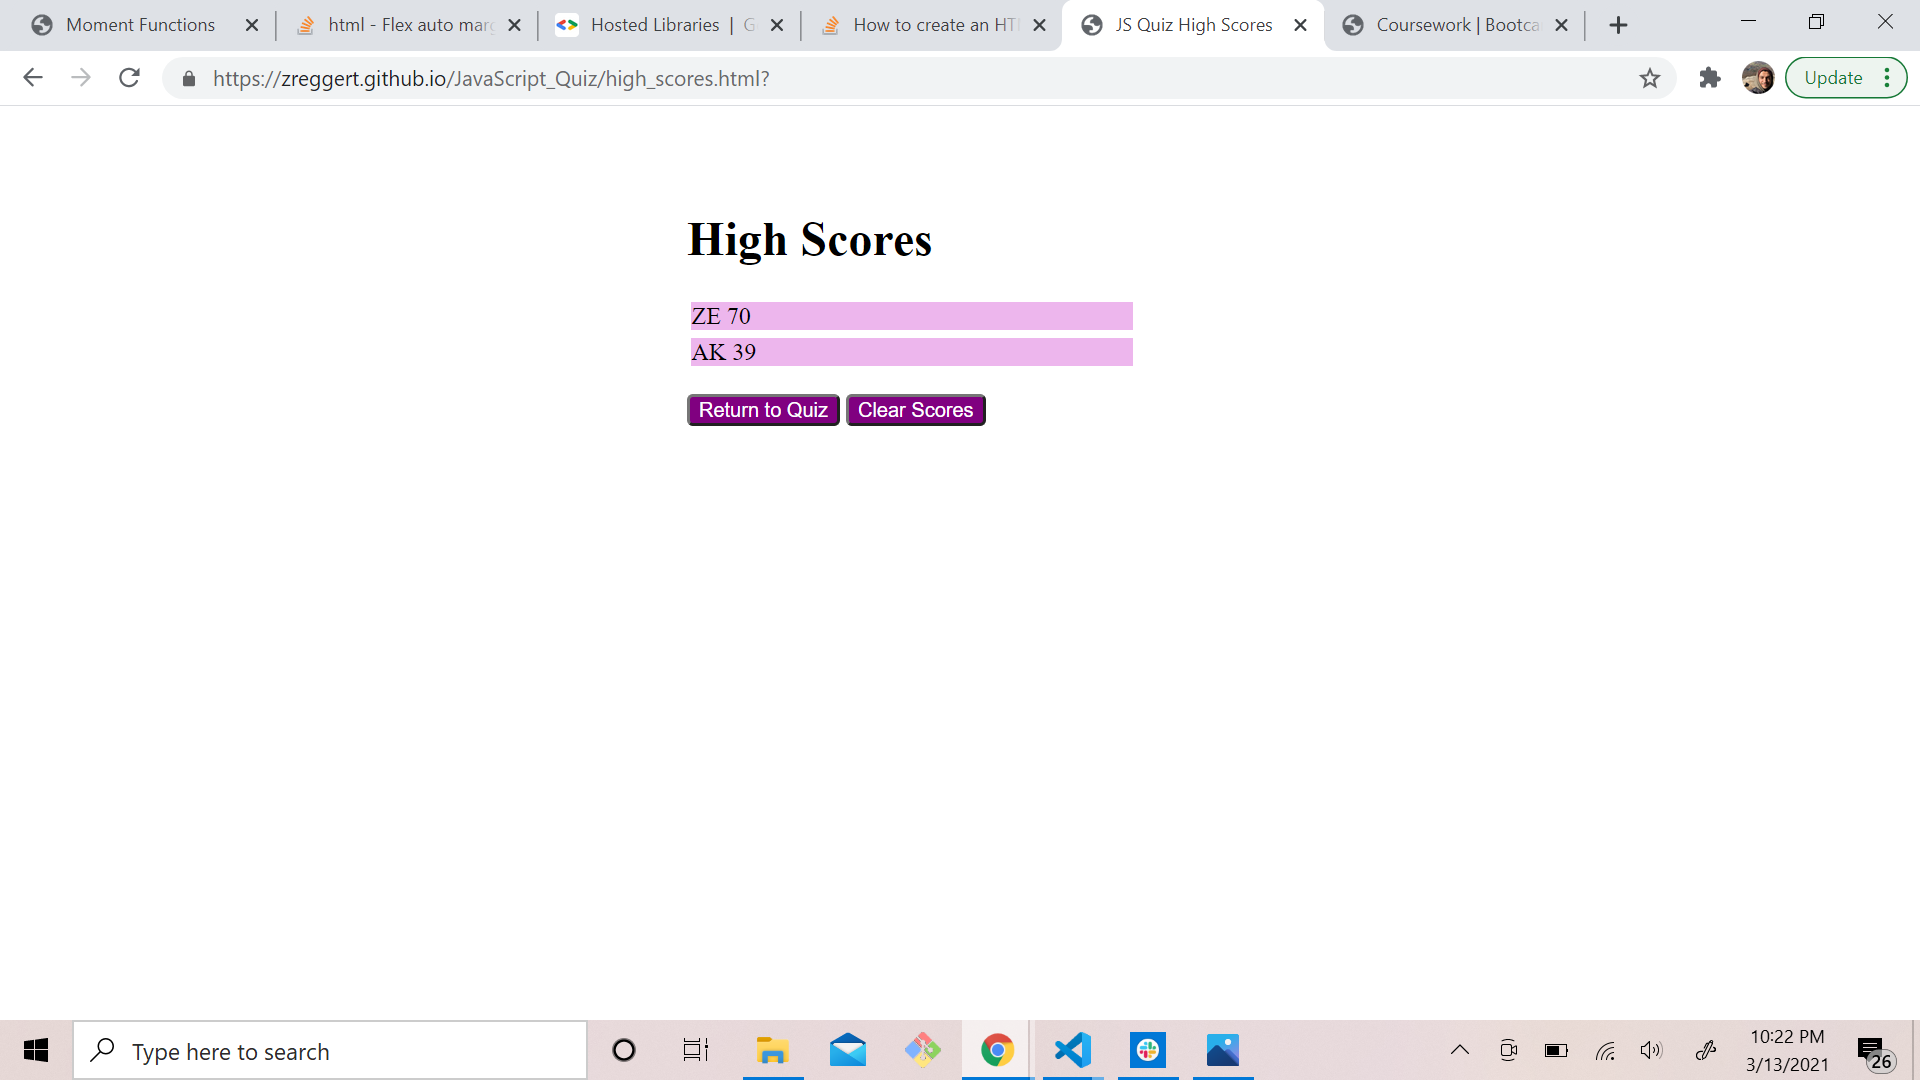 Moment Functions
html - Flex auto marg
Hosted Libraries | G
How to create an HT
JS Quiz High Scores
Coursework | Bootca
https://zreggert.github.io/JavaScript_Quiz/high_scores.html?
Update
High Scores
ZE 70
AK 39
Return to Quiz
Clear Scores
Type here to search
10:22 PM
3/13/2021
26